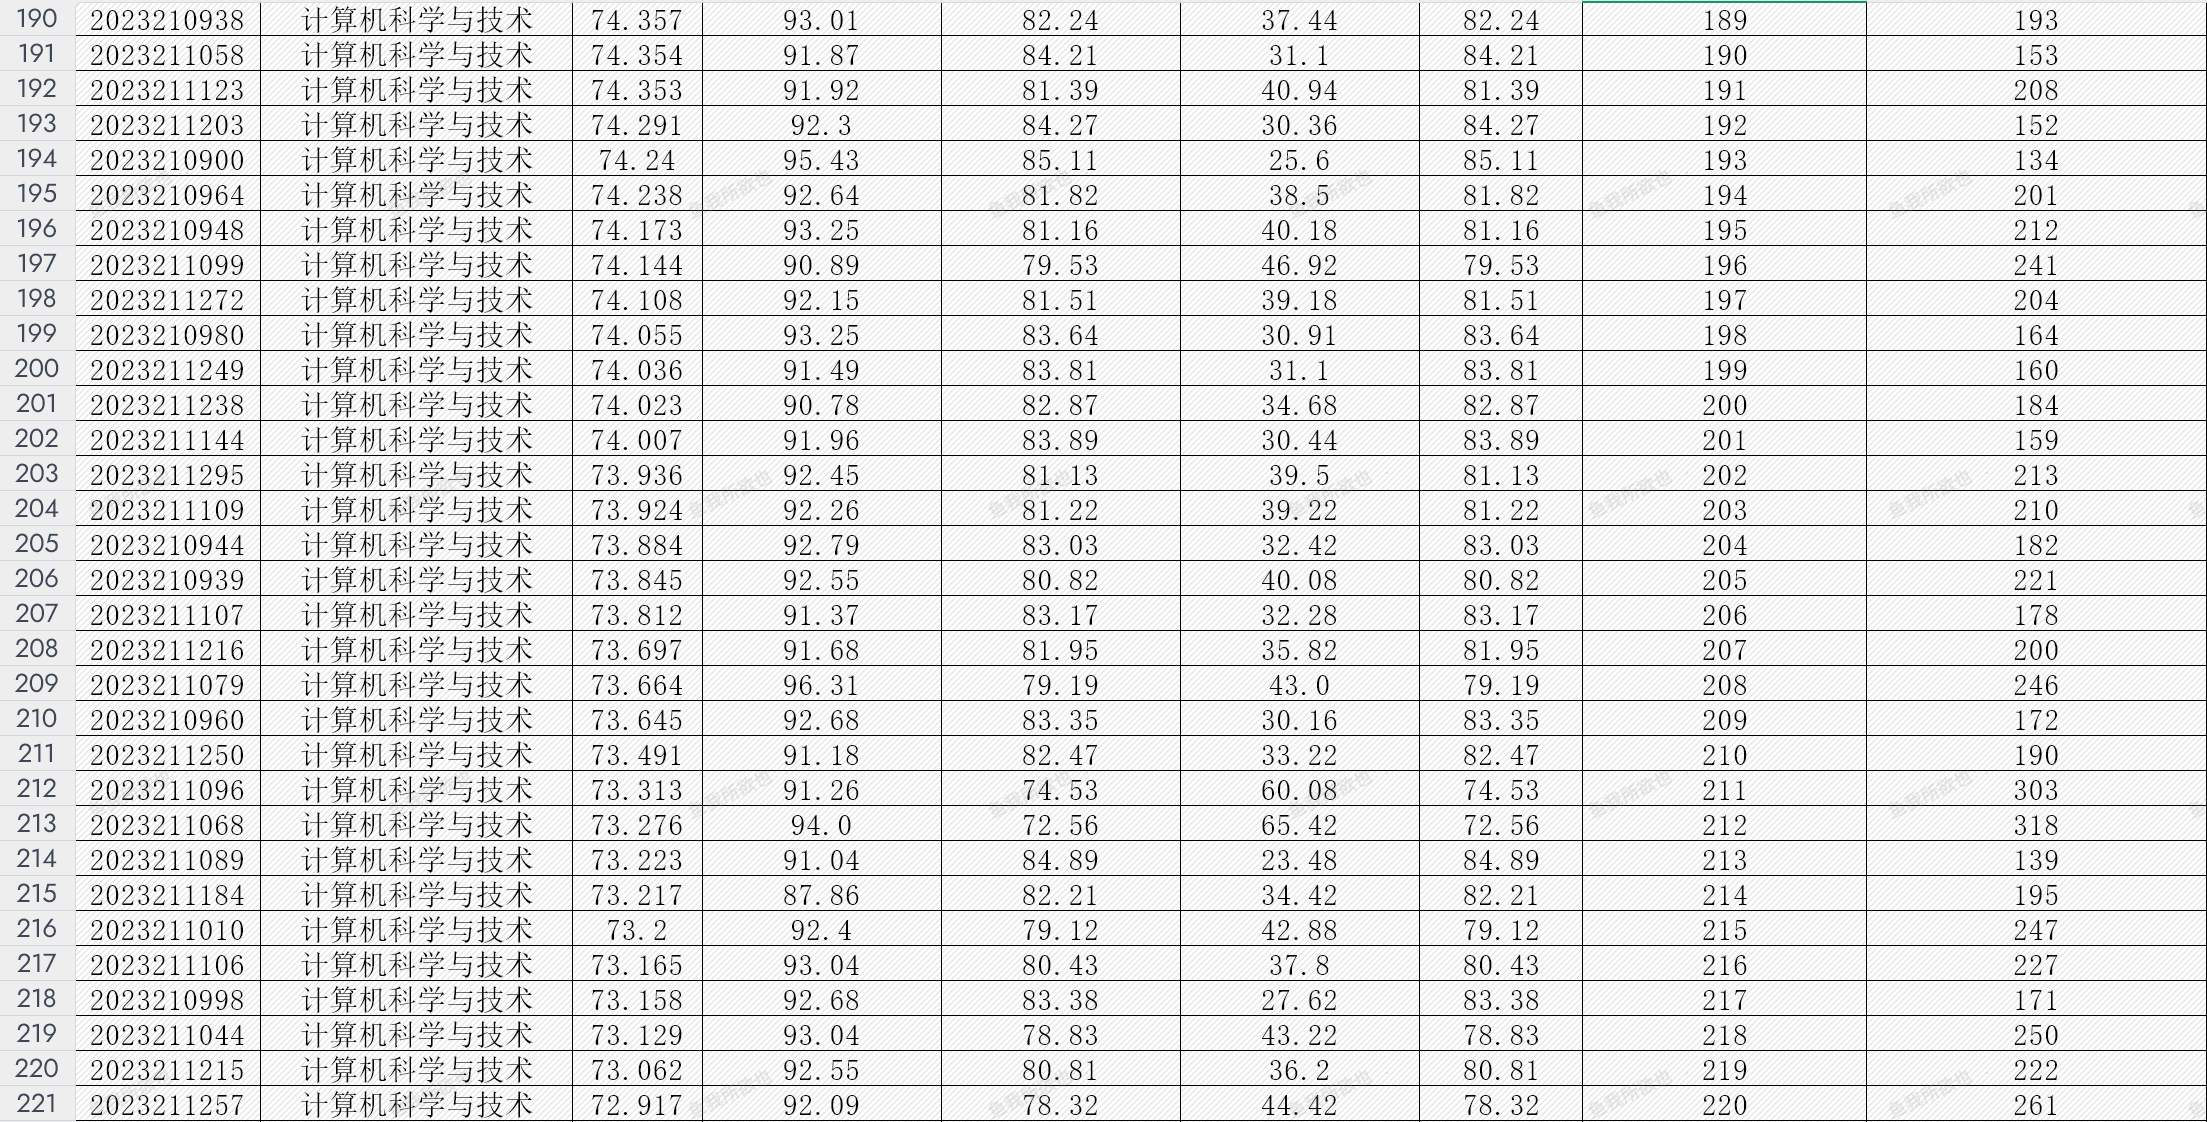 190 2023210938 计算机科学与技术 74.357 93.01 82.24 37.44 82.24 189 193
191 2023211058 计算机科学与技术 74.354 91.87 84.21 31.1 84.21 190 153
192 2023211123 计算机科学与技术 74.353 91.92 81.39 40.94 81.39 191 208
193 2023211203 计算机科学与技术 74.291 92.3 84.27 30.36 84.27 192 152
194 2023210900 计算机科学与技术 74.24 95.43 85.11 25.6 85.11 193 134
195 2023210964 计算机科学与技术 74.238 92.64 81.82 38.5 81.82 194 201
196 2023210948 计算机科学与技术 74.173 93.25 81.16 40.18 81.16 195 212
197 2023211099 计算机科学与技术 74.144 90.89 79.53 46.92 79.53 196 241
198 2023211272 计算机科学与技术 74.108 92.15 81.51 39.18 81.51 197 204
199 2023210980 计算机科学与技术 74.055 93.25 83.64 30.91 83.64 198 164
200 2023211249 计算机科学与技术 74.036 91.49 83.81 31.1 83.81 199 160
201 2023211238 计算机科学与技术 74.023 90.78 82.87 34.68 82.87 200 184
202 2023211144 计算机科学与技术 74.007 91.96 83.89 30.44 83.89 201 159
203 2023211295 计算机科学与技术 73.936 92.45 81.13 39.5 81.13 202 213
204 2023211109 计算机科学与技术 73.924 92.26 81.22 39.22 81.22 203 210
205 2023210944 计算机科学与技术 73.884 92.79 83.03 32.42 83.03 204 182
206 2023210939 计算机科学与技术 73.845 92.55 80.82 40.08 80.82 205 221
207 2023211107 计算机科学与技术 73.812 91.37 83.17 32.28 83.17 206 178
208 2023211216 计算机科学与技术 73.697 91.68 81.95 35.82 81.95 207 200
209 2023211079 计算机科学与技术 73.664 96.31 79.19 43.0 79.19 208 246
210 2023210960 计算机科学与技术 73.645 92.68 83.35 30.16 83.35 209 172
211 2023211250 计算机科学与技术 73.491 91.18 82.47 33.22 82.47 210 190
212 2023211096 计算机科学与技术 73.313 91.26 74.53 60.08 74.53 211 303
213 2023211068 计算机科学与技术 73.276 94.0 72.56 65.42 72.56 212 318
214 2023211089 计算机科学与技术 73.223 91.04 84.89 23.48 84.89 213 139
215 2023211184 计算机科学与技术 73.217 87.86 82.21 34.42 82.21 214 195
216 2023211010 计算机科学与技术 73.2 92.4 79.12 42.88 79.12 215 247
217 2023211106 计算机科学与技术 73.165 93.04 80.43 37.8 80.43 216 227
218 2023210998 计算机科学与技术 73.158 92.68 83.38 27.62 83.38 217 171
219 2023211044 计算机科学与技术 73.129 93.04 78.83 43.22 78.83 218 250
220 2023211215 计算机科学与技术 73.062 92.55 80.81 36.2 80.81 219 222
221 2023211257 计算机科学与技术 72.917 92.09 78.32 44.42 78.32 220 261
鱼我所欲也